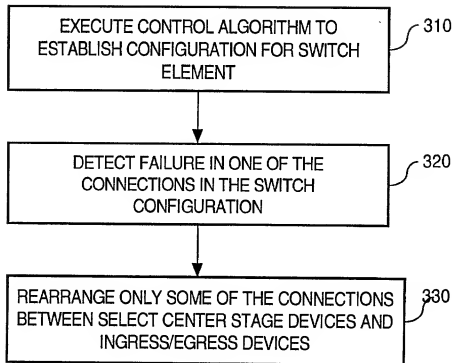 EXECUTE CONTROL ALGORITHM TO
ESTABLISH CONFIGURATION FOR SWITCH
ELEMENT
310
DETECT FAILURE IN ONE OF THE
CONNECTIONS IN THE SWITCH
CONFIGURATION
320
REARRANGE ONLY SOME OF THE CONNECTIONS
BETWEEN SELECT CENTER STAGE DEVICES AND
INGRESS/EGRESS DEVICES
330